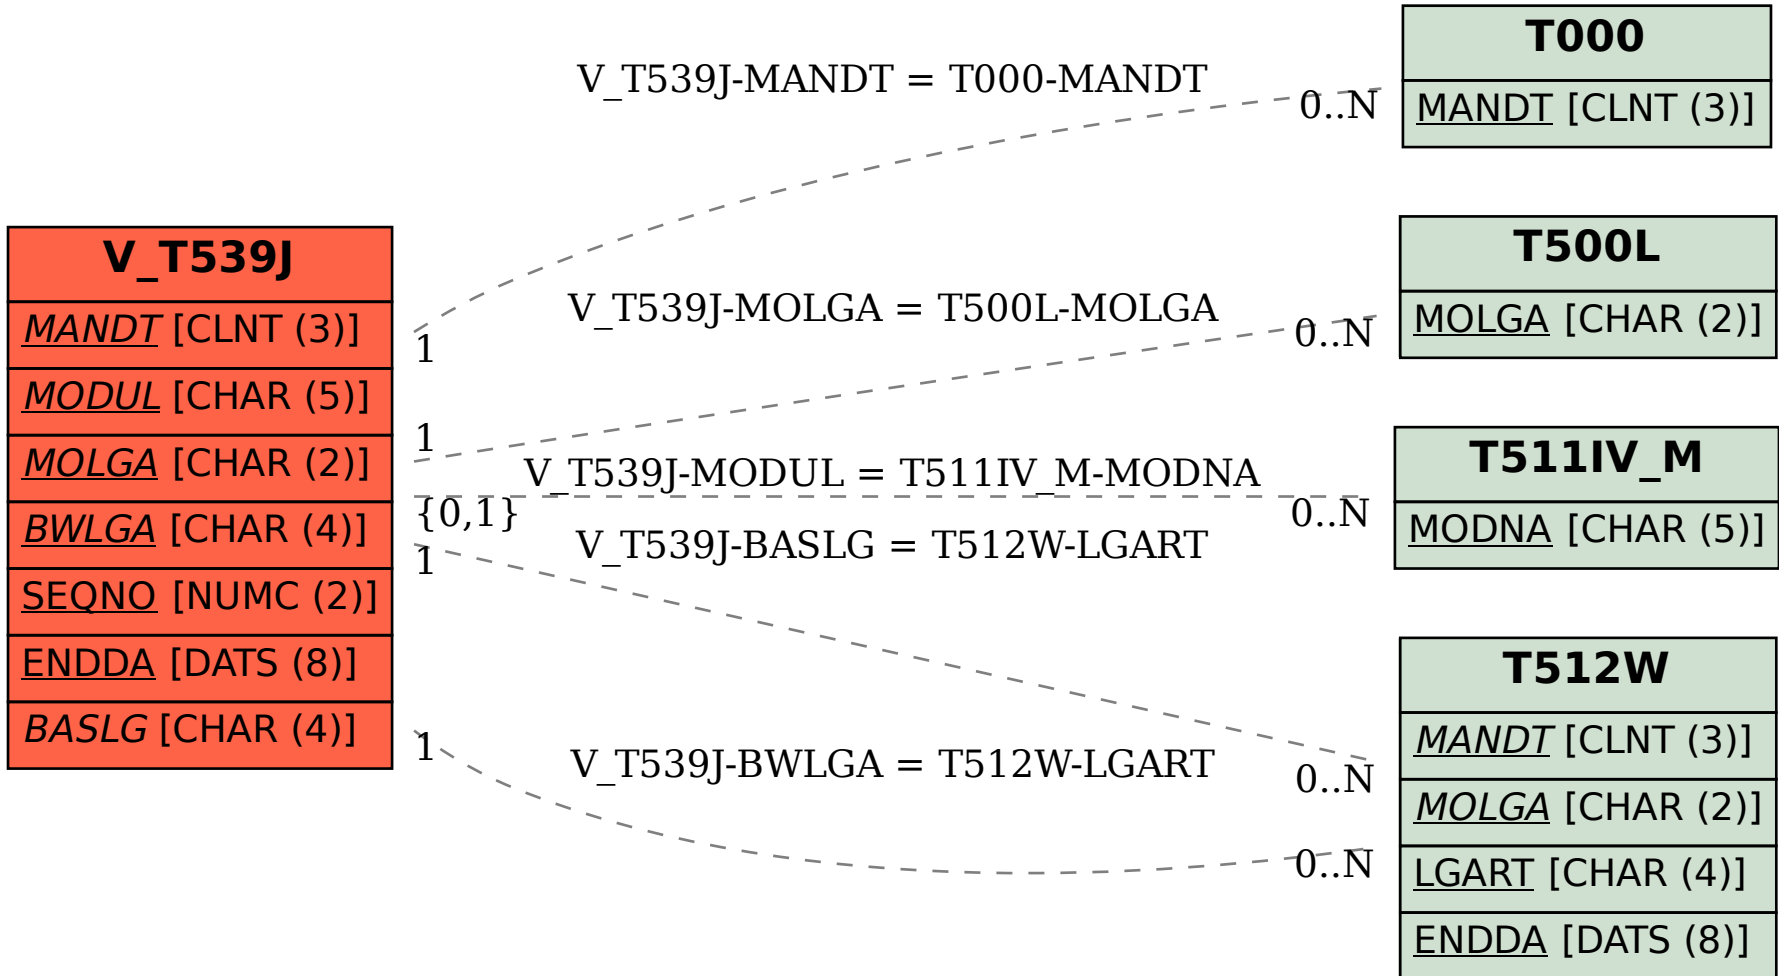 V_T539J
MANDT [CLNT (3)]
MODUL [CHAR (5)]
MOLGA [CHAR (2)]
BWLGA [CHAR (4)]
SEQNO [NUMC (2)]
ENDDA [DATS (8)]
BASLG [CHAR (4)]
V_T539J-MANDT = T000-MANDT
0..N
1
V_T539J-MOLGA = T500L-MOLGA
0..N
1
V_T539J-MODUL = T511IV_M-MODNA
{0,1}
0..N
V_T539J-BASLG = T512W-LGART
1
0..N
V_T539J-BWLGA = T512W-LGART
1
0..N
T000
MANDT [CLNT (3)]
T500L
MOLGA [CHAR (2)]
T511IV_M
MODNA [CHAR (5)]
T512W
MANDT [CLNT (3)]
MOLGA [CHAR (2)]
LGART [CHAR (4)]
ENDDA [DATS (8)]